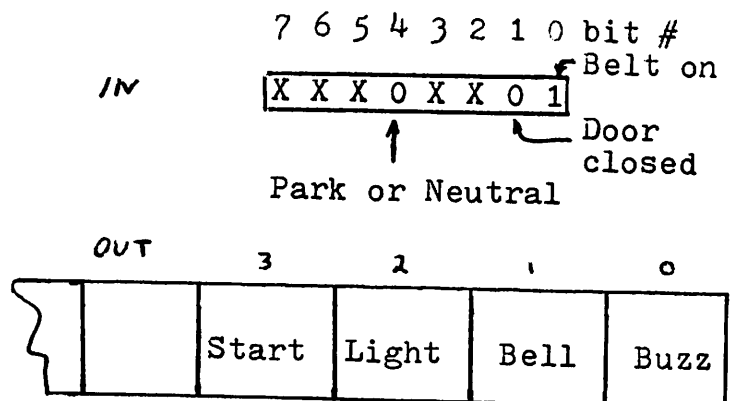 7 6 5 4 3 2 1 0 bit #
Belt on
IN
X X X 0 X X 0 1
Door
closed
Park or Neutral
OUT
3 2 1 0
Start Light Bell Buzz